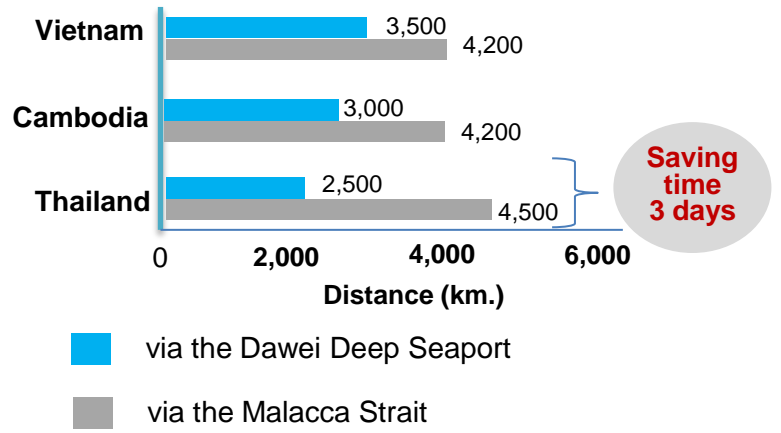 Vietnam
3,500
4,200
Cambodia
3,000
4,200
Thailand
2,500
4,500
Saving
time
3 days
0 2,000 4,000 6,000
Distance (km.)
via the Dawei Deep Seaport
via the Malacca Strait